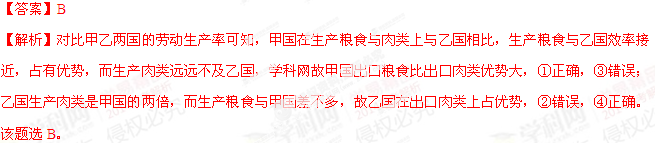 【答案】B
【解析】对比甲乙两国的劳动生产率可知，甲国在生产粮食与肉类上与乙国相比，生产粮食与乙国效率接
近，占有优势，而生产肉类远远不及乙国，学科网故甲国出口粮食比出口肉类优势大，①正确，③错误；
乙国生产肉类是甲国的两倍，而生产粮食与甲国差不多，故乙国在出口肉类上占优势，②错误，④正确。
该题选 B。